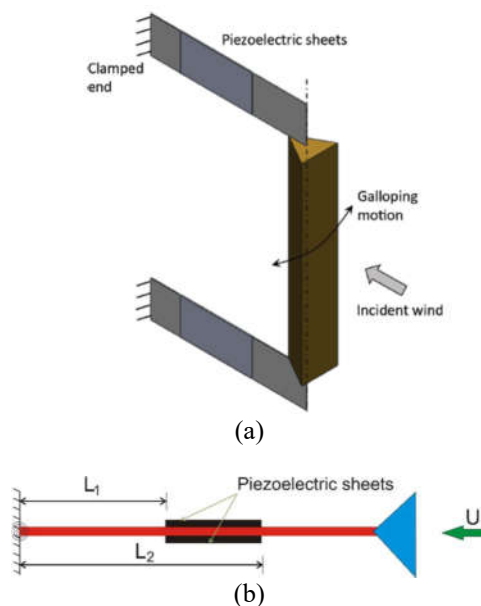 Piezoelectric sheets
Clamped
end
Galloping
motion
Incident wind
(a)
L₁
Piezoelectric sheets
U
L₂
(b)